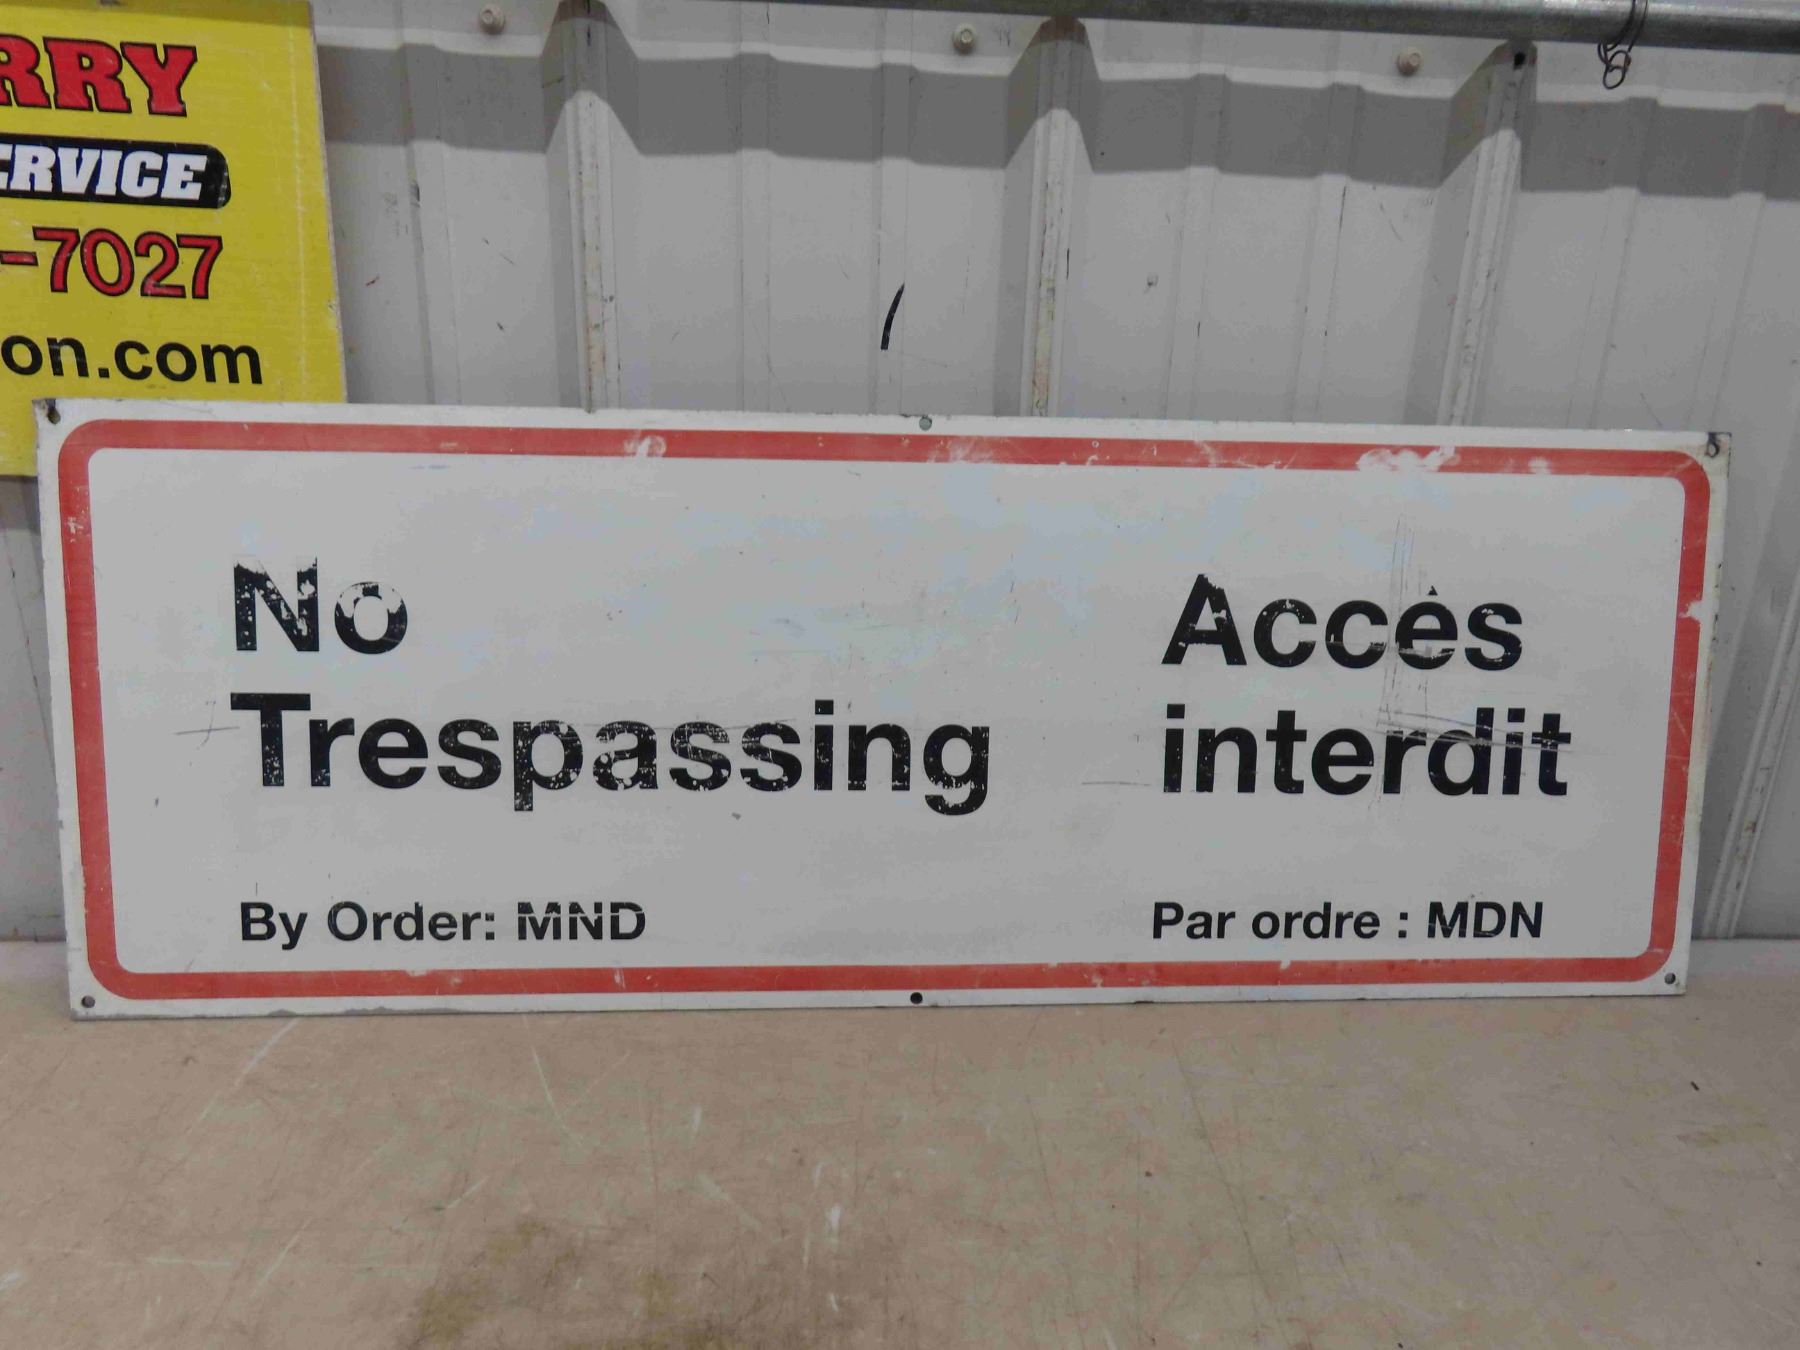 RRY
ERVICE
-7027
on.com
No
Trespassing
By Order: MND
Accès
interdit
Par ordre : MDN